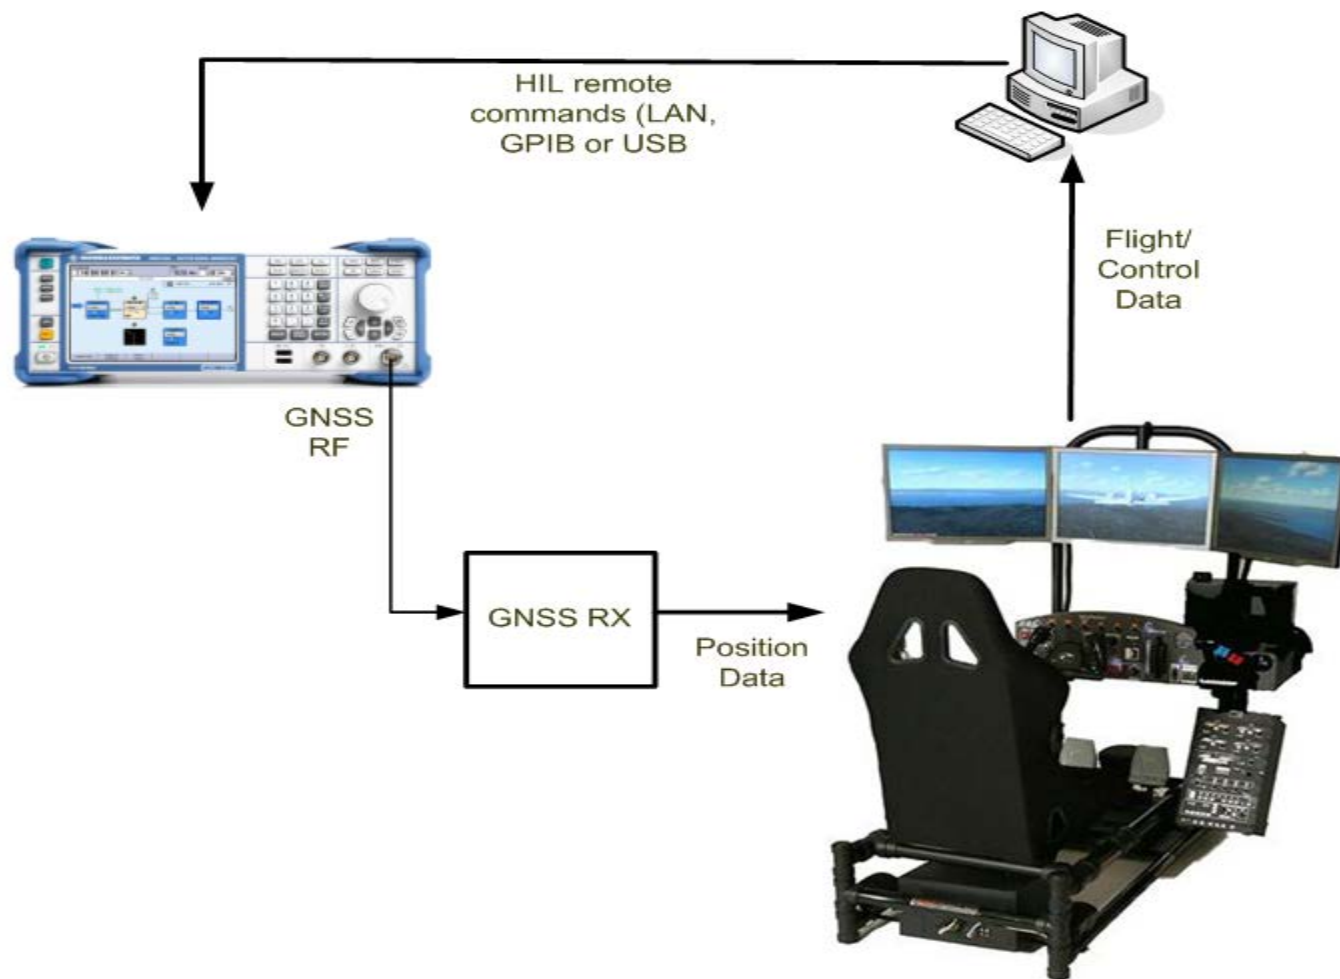 HIL remote
commands (LAN,
GPIB or USB
Flight/
Control
Data
GNSS
RF
GNSS RX
Position
Data